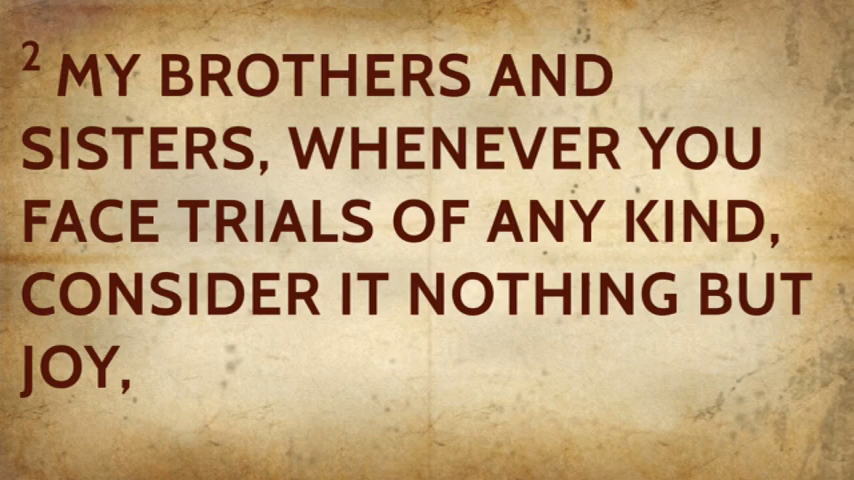 2 MY BROTHERS AND
SISTERS, WHENEVER YOU
FACE TRIALS OF ANY KIND,
CONSIDER IT NOTHING BUT
JOY,